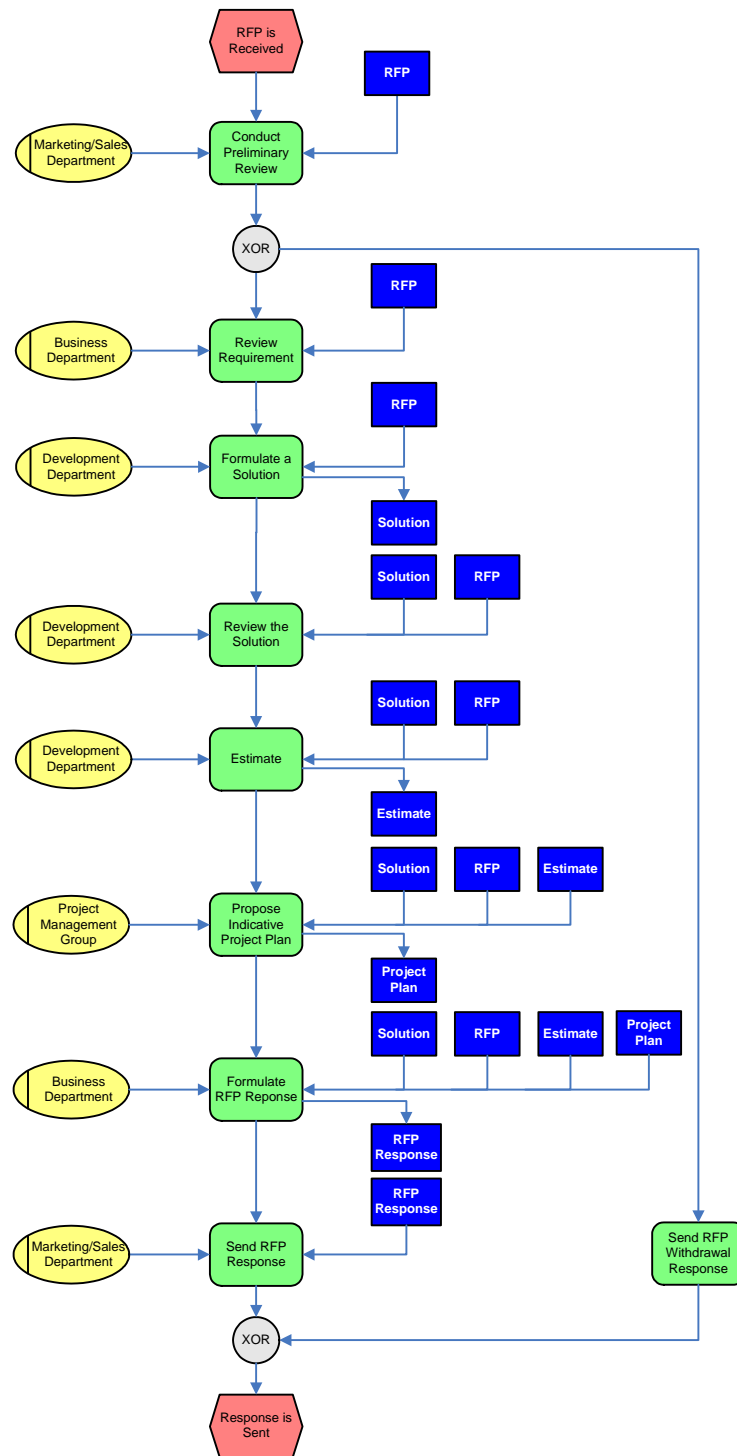 RFP is
Received
RFP
Marketing/Sales
Department
Conduct
Preliminary
Review
XOR
RFP
Business
Department
Review
Requirement
RFP
Development
Department
Formulate a
Solution
Solution
Solution
RFP
Development
Department
Review the
Solution
Solution
RFP
Development
Department
Estimate
Estimate
Solution
RFP
Estimate
Project
Management
Group
Propose
Indicative
Project Plan
Project
Plan
Solution
RFP
Estimate
Project
Plan
Business
Department
Formulate
RFP Reponse
RFP
Response
RFP
Response
Marketing/Sales
Department
Send RFP
Response
Send RFP
Withdrawal
Response
XOR
Response is
Sent